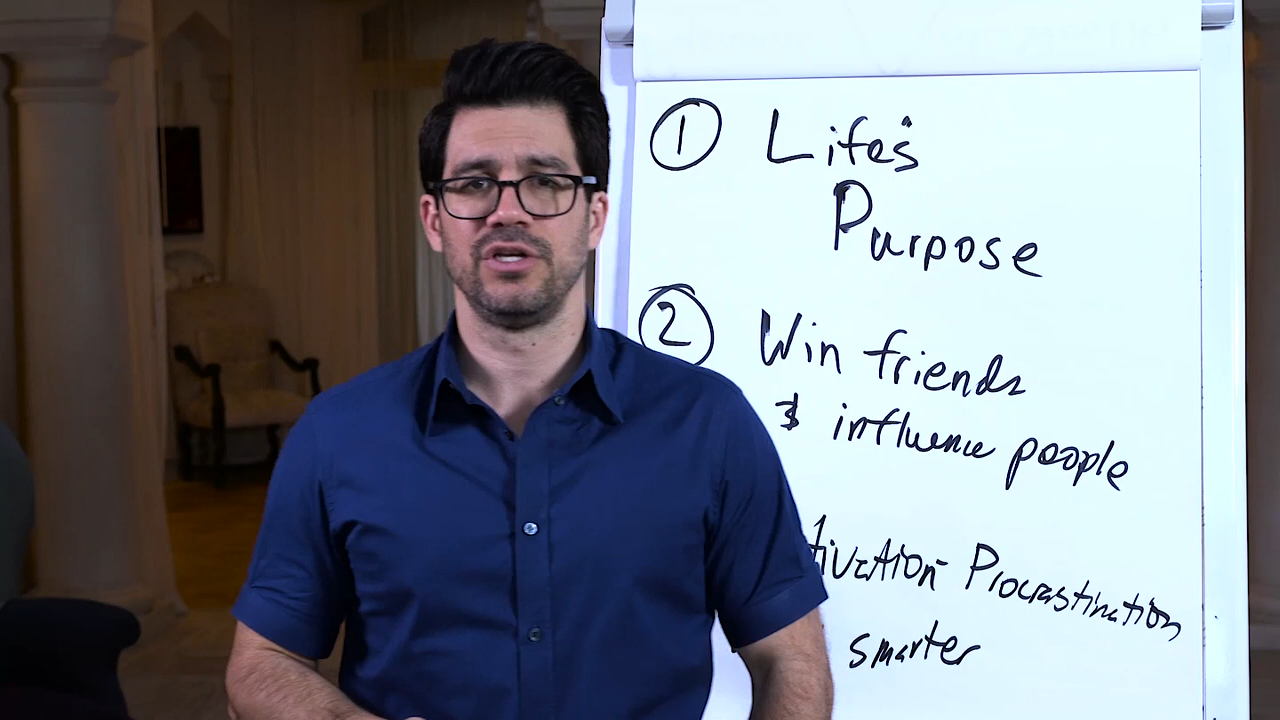 1 Life's
Purpose
2 Win friends
& influence people
tivation Procrastination
smarter